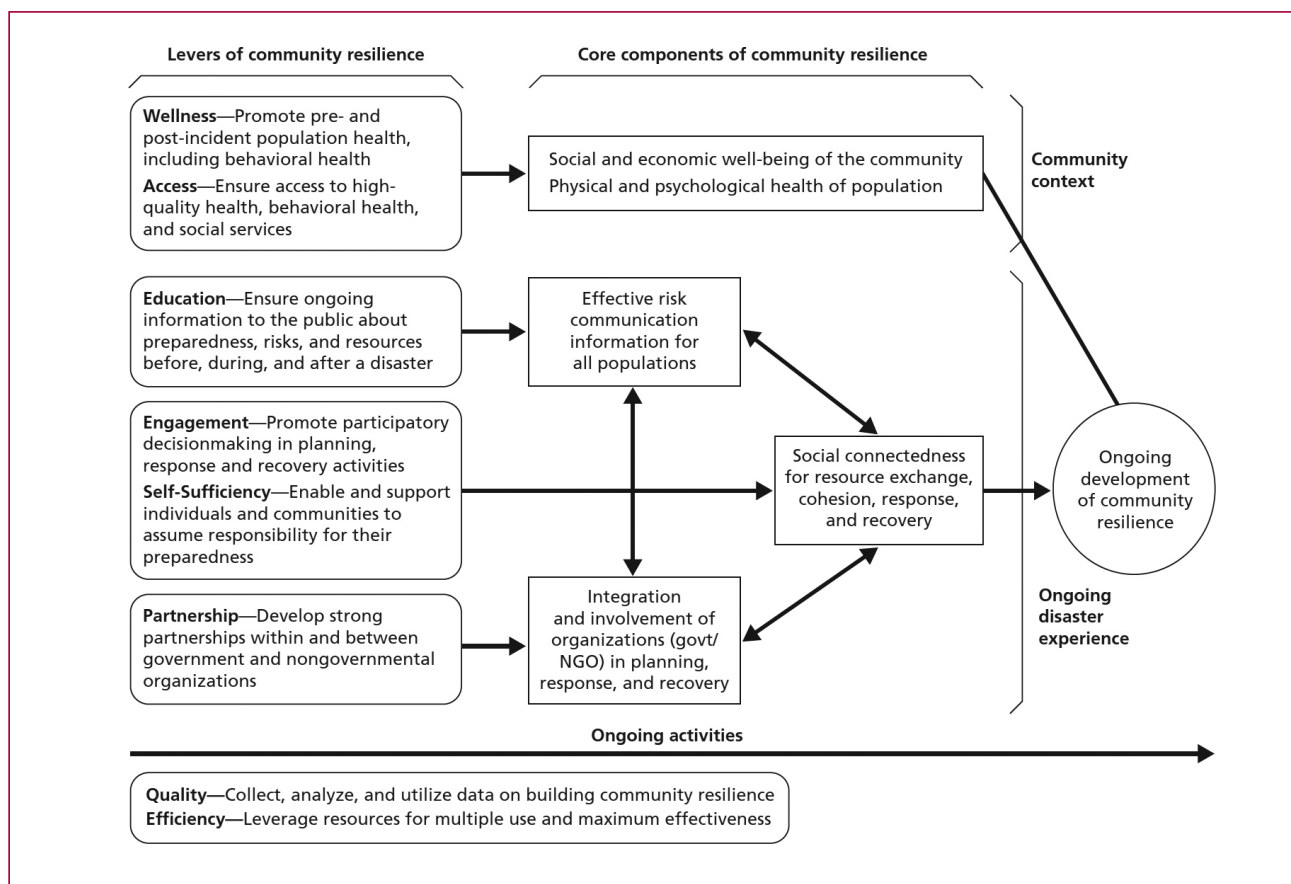 Levers of community resilience
Core components of community resilience
Wellness—Promote pre- and
post-incident population health,
including behavioral health
Access—Ensure access to high-
quality health, behavioral health,
and social services
Social and economic well-being of the community
Physical and psychological health of population
Community
context
Education—Ensure ongoing
information to the public about
preparedness, risks, and resources
before, during, and after a disaster
Effective risk
communication
information for
all populations
Engagement—Promote participatory
decisionmaking in planning,
response and recovery activities
Self-Sufficiency—Enable and support
individuals and communities to
assume responsibility for their
preparedness
Social connectedness
for resource exchange,
cohesion, response,
and recovery
Ongoing
development
of community
resilience
Partnership—Develop strong
partnerships within and between
government and nongovernmental
organizations
Integration
and involvement of
organizations (govt/
NGO) in planning,
response, and recovery
Ongoing
disaster
experience
Ongoing activities
Quality—Collect, analyze, and utilize data on building community resilience
Efficiency—Leverage resources for multiple use and maximum effectiveness